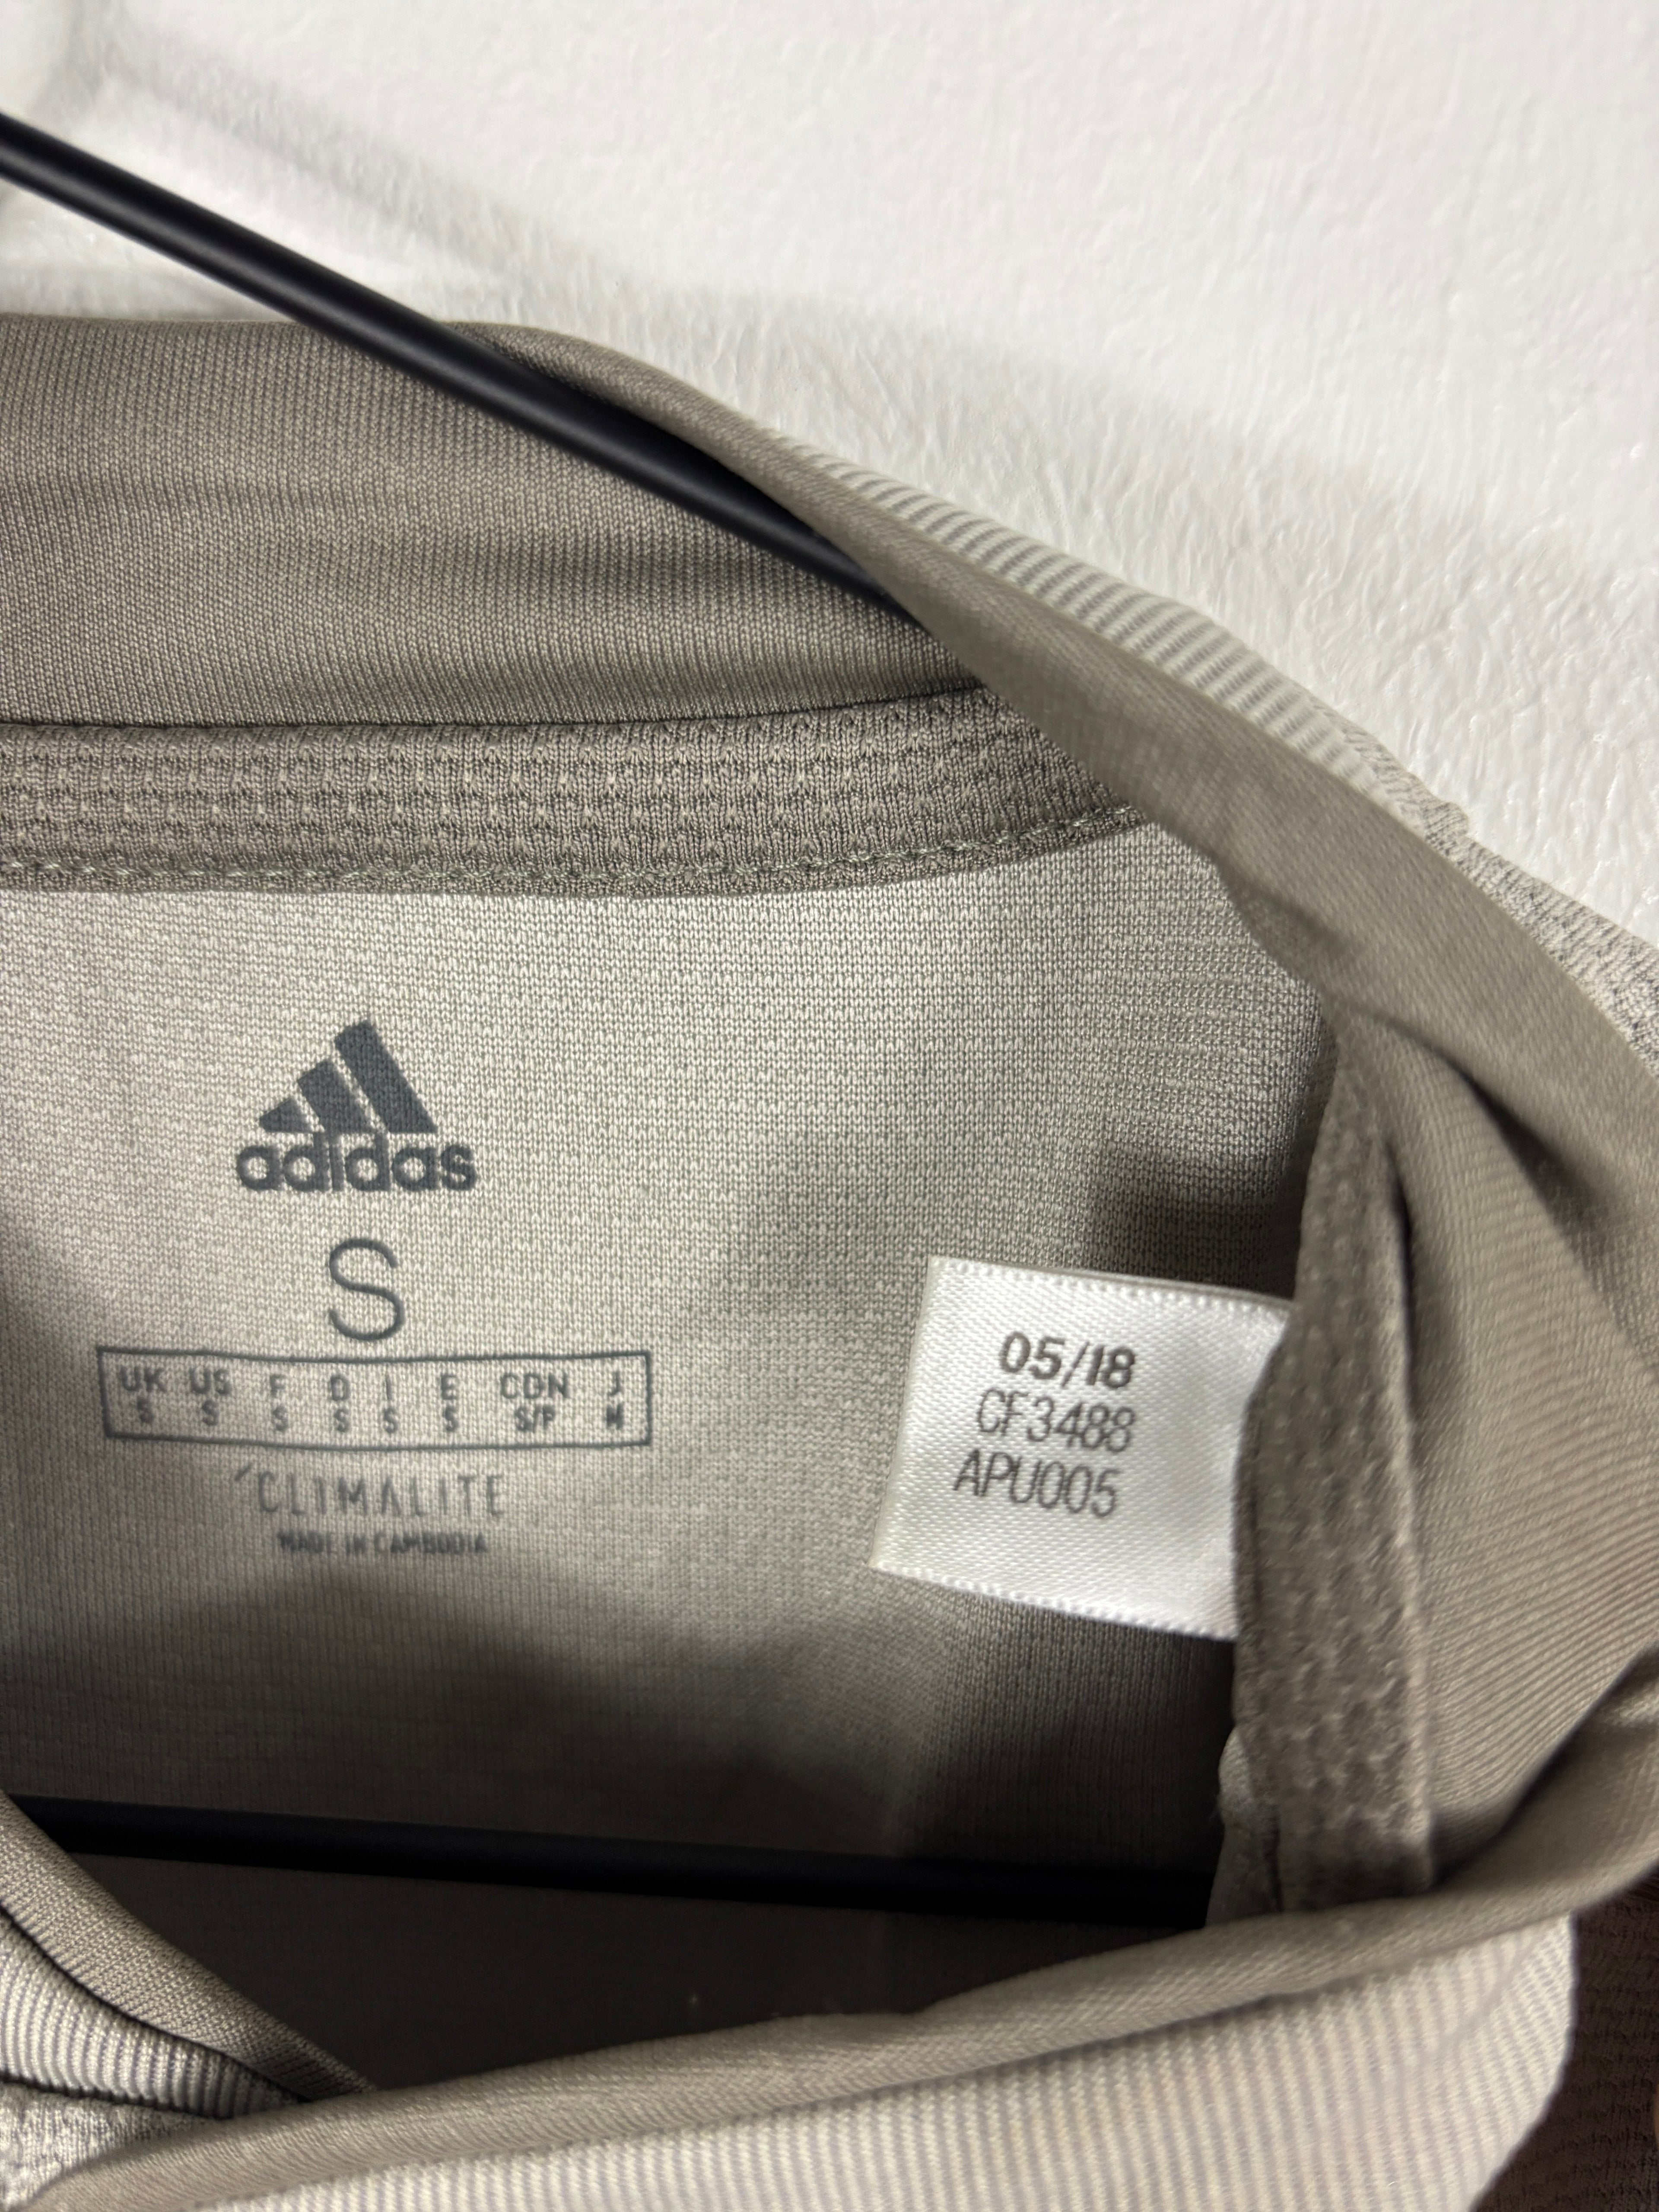 adidas
S
UK US F D I E CDN J
S S S S S S S/P M
CLIMALITE
MADE IN CAMBODIA
05/18
CF3488
APU005